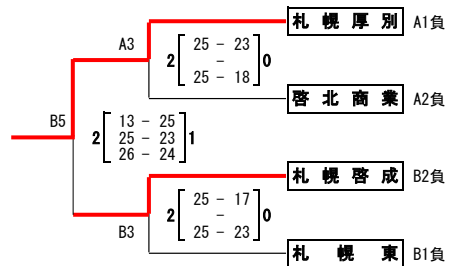 札幌厚別 A1負
A3
2 25 - 23 0
-
25 - 18
啓北商業 A2負
B5
13 - 25
2 25 - 23 1
26 - 24
札幌啓成 B2負
25 - 17
2 - 0
25 - 23
B3
札幌東 B1負